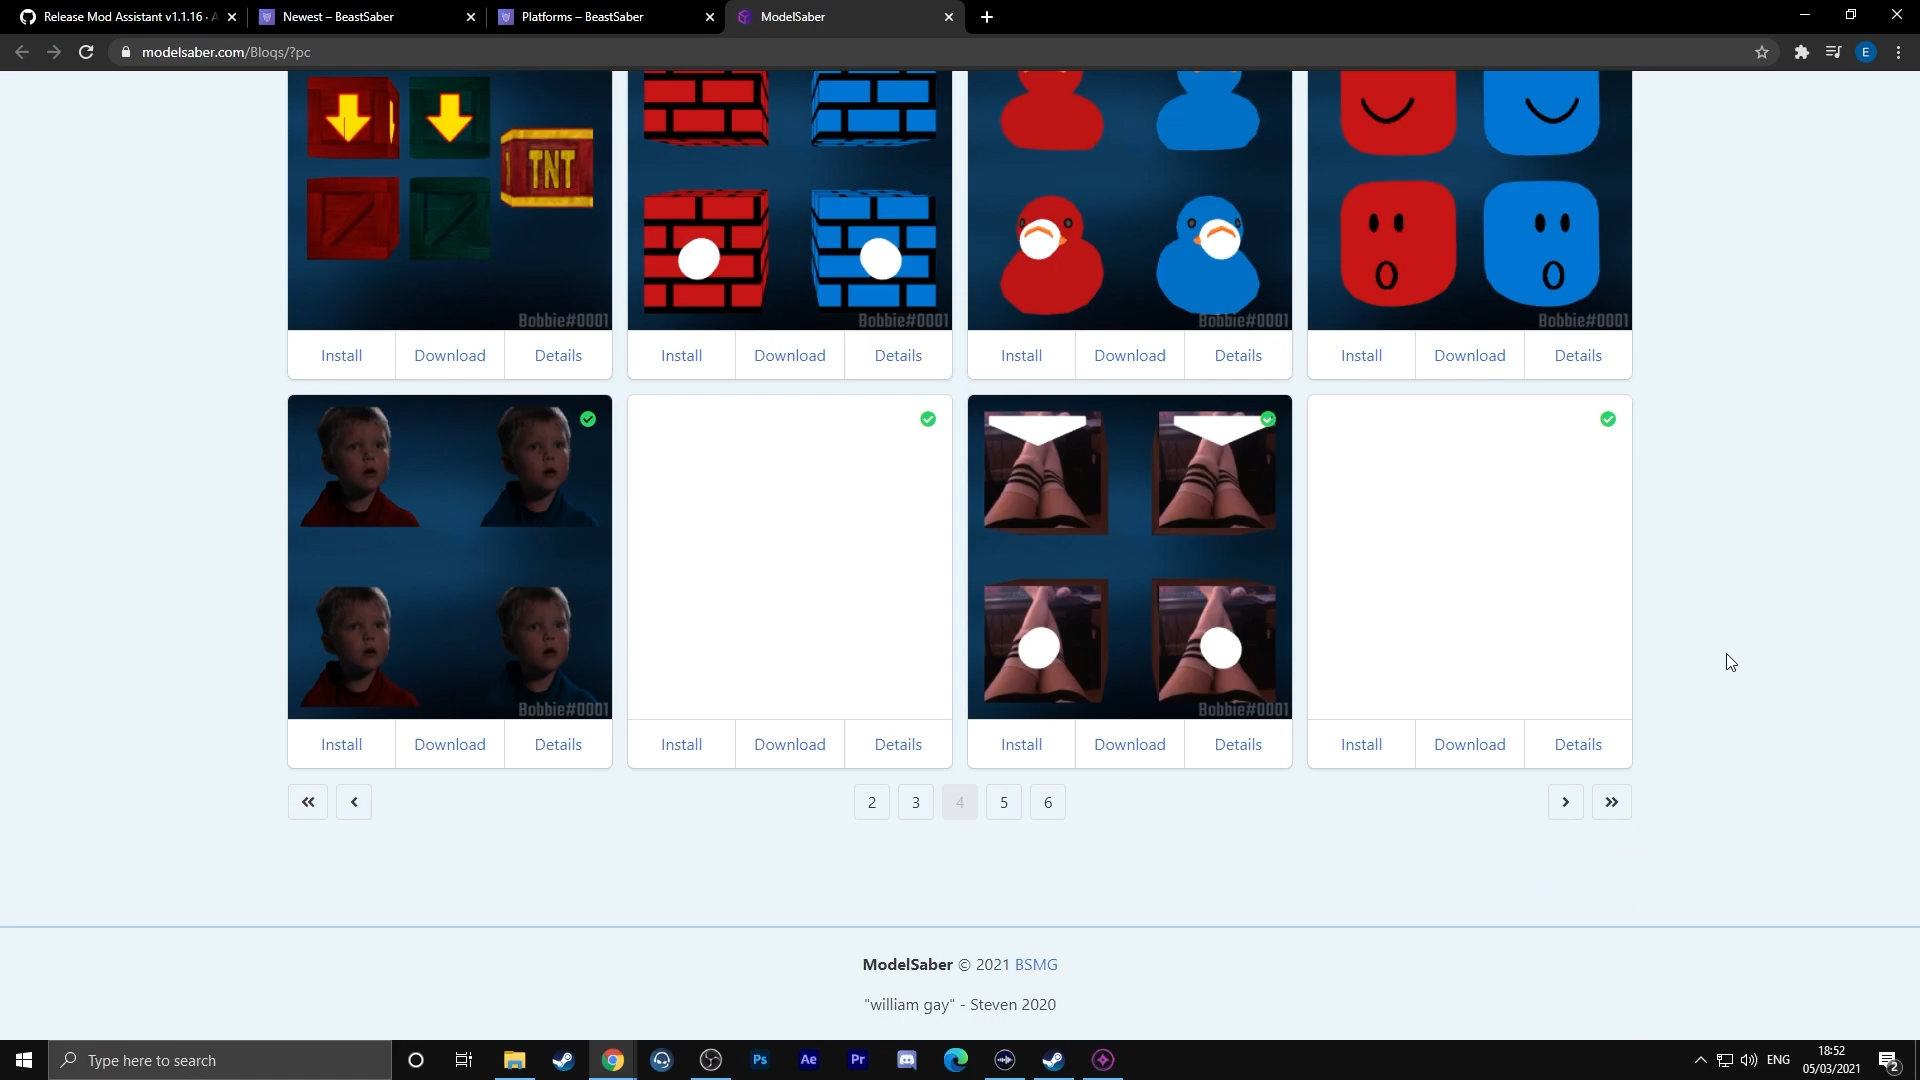 Release Mod Assistant v1.1.16 ·
Newest – BeastSaber
Platforms – BeastSaber
ModelSaber
modelsaber.com/Bloqs/?pc
E
TNT
Bobbie#0001
Bobbie#0001
Bobbie#0001
Bobbie#0001
Install Download Details
Install Download Details
Install Download Details
Install Download Details
Bobbie#0001
Bobbie#0001
Install Download Details
Install Download Details
Install Download Details
Install Download Details
2 3 4 5 6
ModelSaber © 2021 BSMG
"william gay" - Steven 2020
Type here to search
Ps
Ae
Pr
ENG
18:52
05/03/2021
2